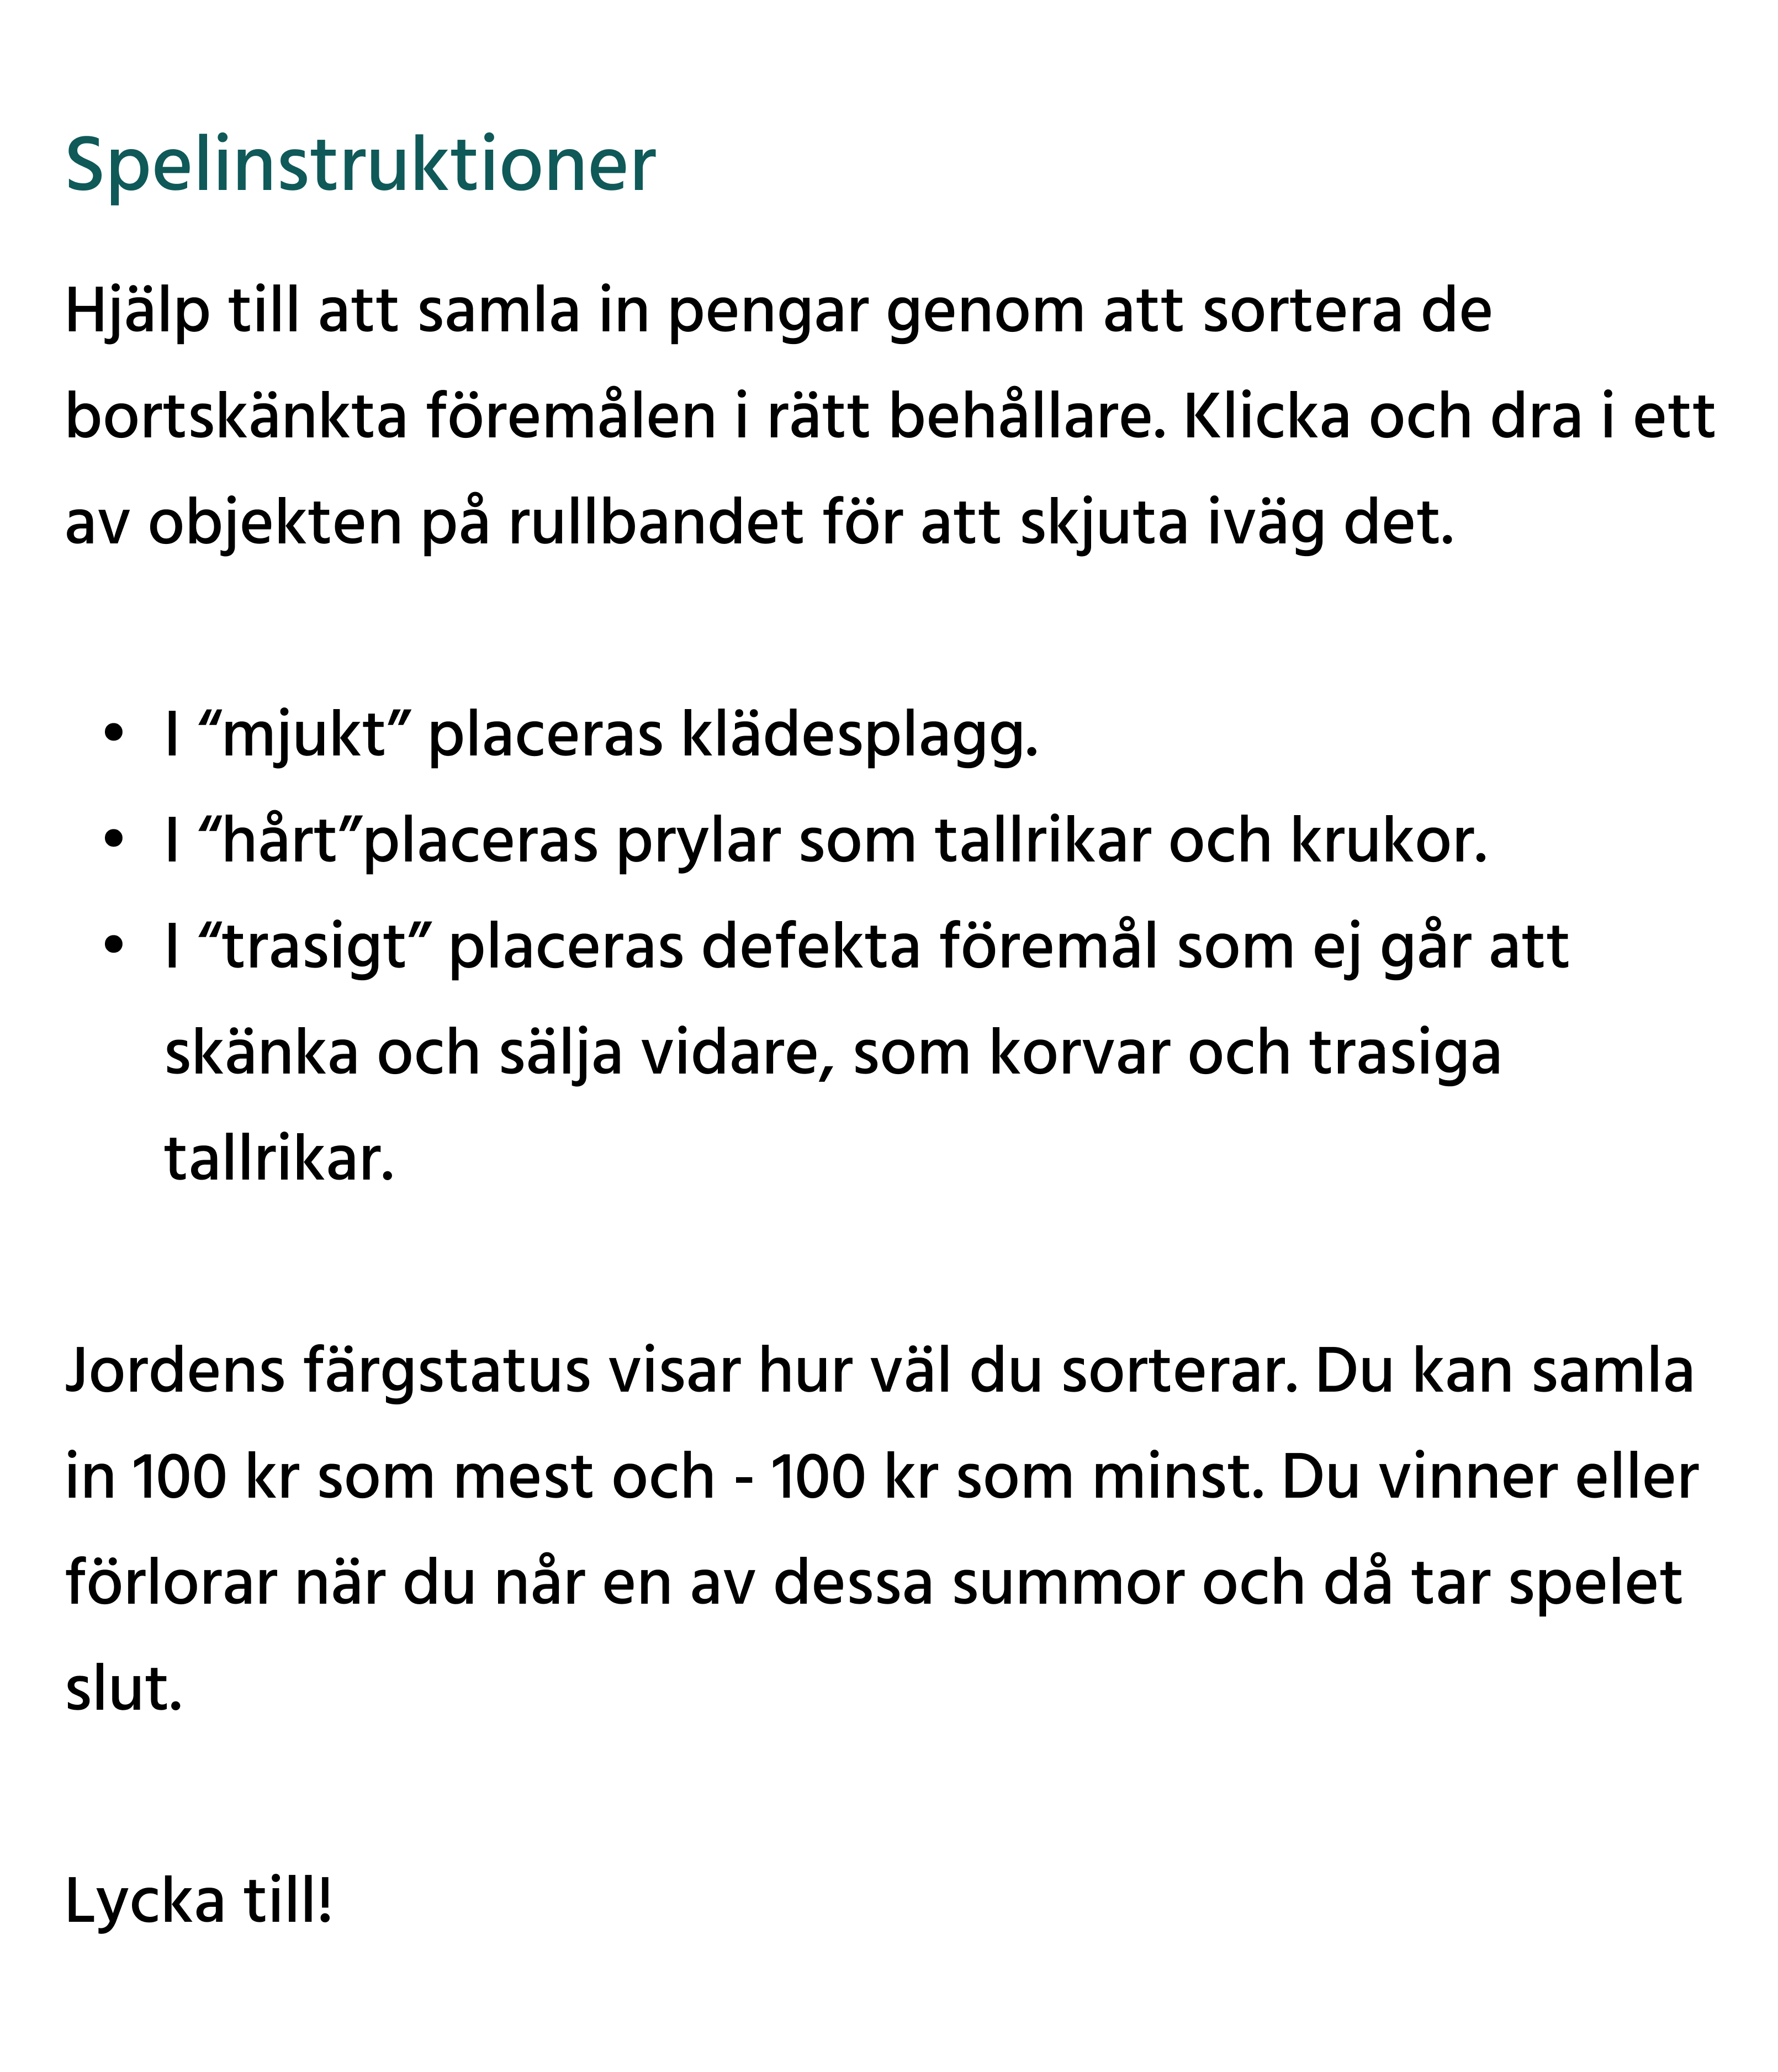 Spelinstruktioner
Hjälp till att samla in pengar genom att sortera de
bortskänkta föremålen i rätt behållare. Klicka och dra i ett
av objekten på rullbandet för att skjuta iväg det.
• I “mjukt” placeras klädesplagg.
• I “hårt”placeras prylar som tallrikar och krukor.
• I “trasigt” placeras defekta föremål som ej går att
skänka och sälja vidare, som korvar och trasiga
tallrikar.
Jordens färgstatus visar hur väl du sorterar. Du kan samla
in 100 kr som mest och - 100 kr som minst. Du vinner eller
förlorar när du når en av dessa summor och då tar spelet
slut.
Lycka till!